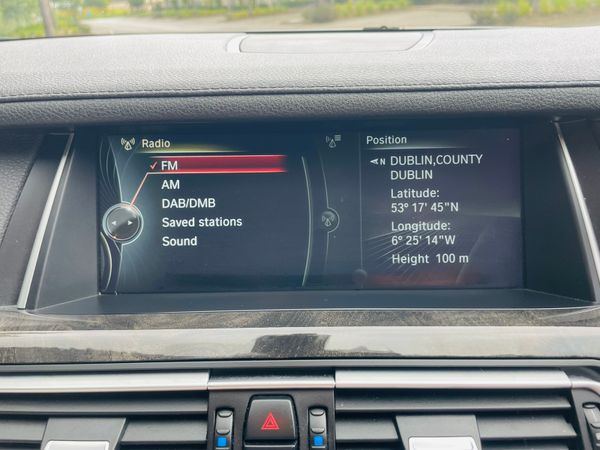 Radio
✓ FM
AM
DAB/DMB
Saved stations
Sound
Position
N DUBLIN,COUNTY
DUBLIN
Latitude:
53° 17' 45"N
Longitude:
6° 25' 14"W
Height 100 m